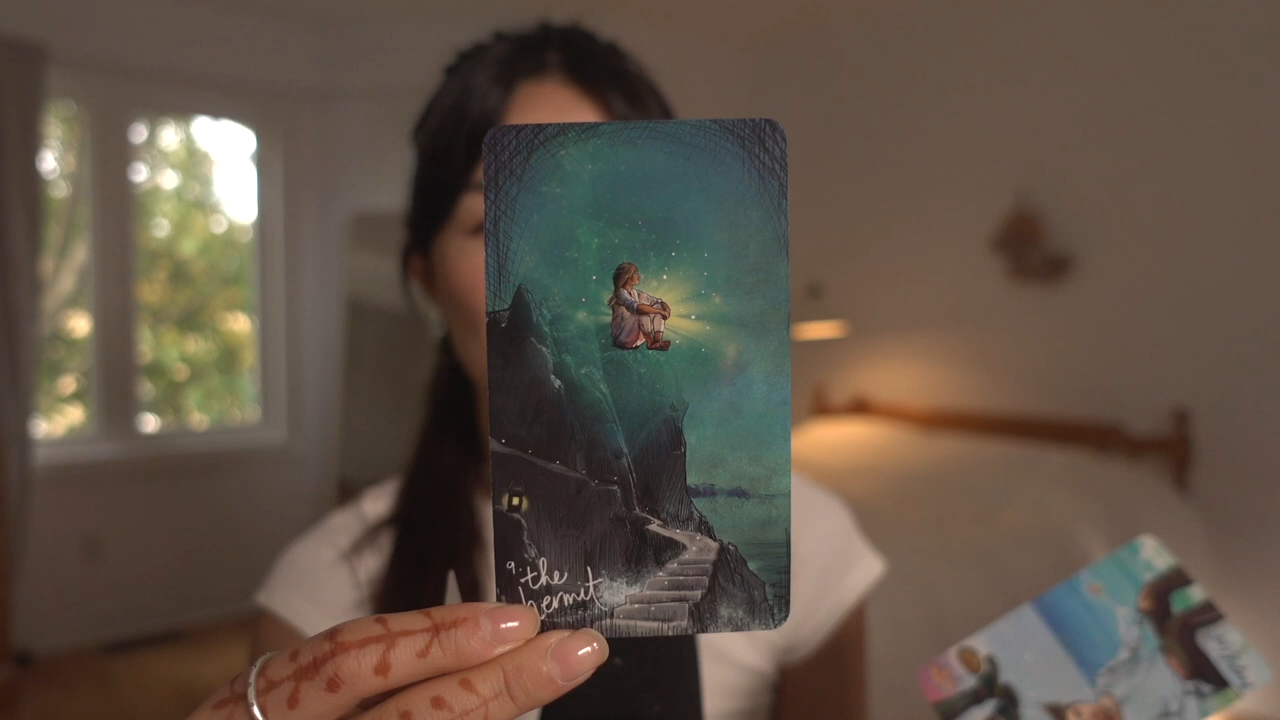 9. the
hermit